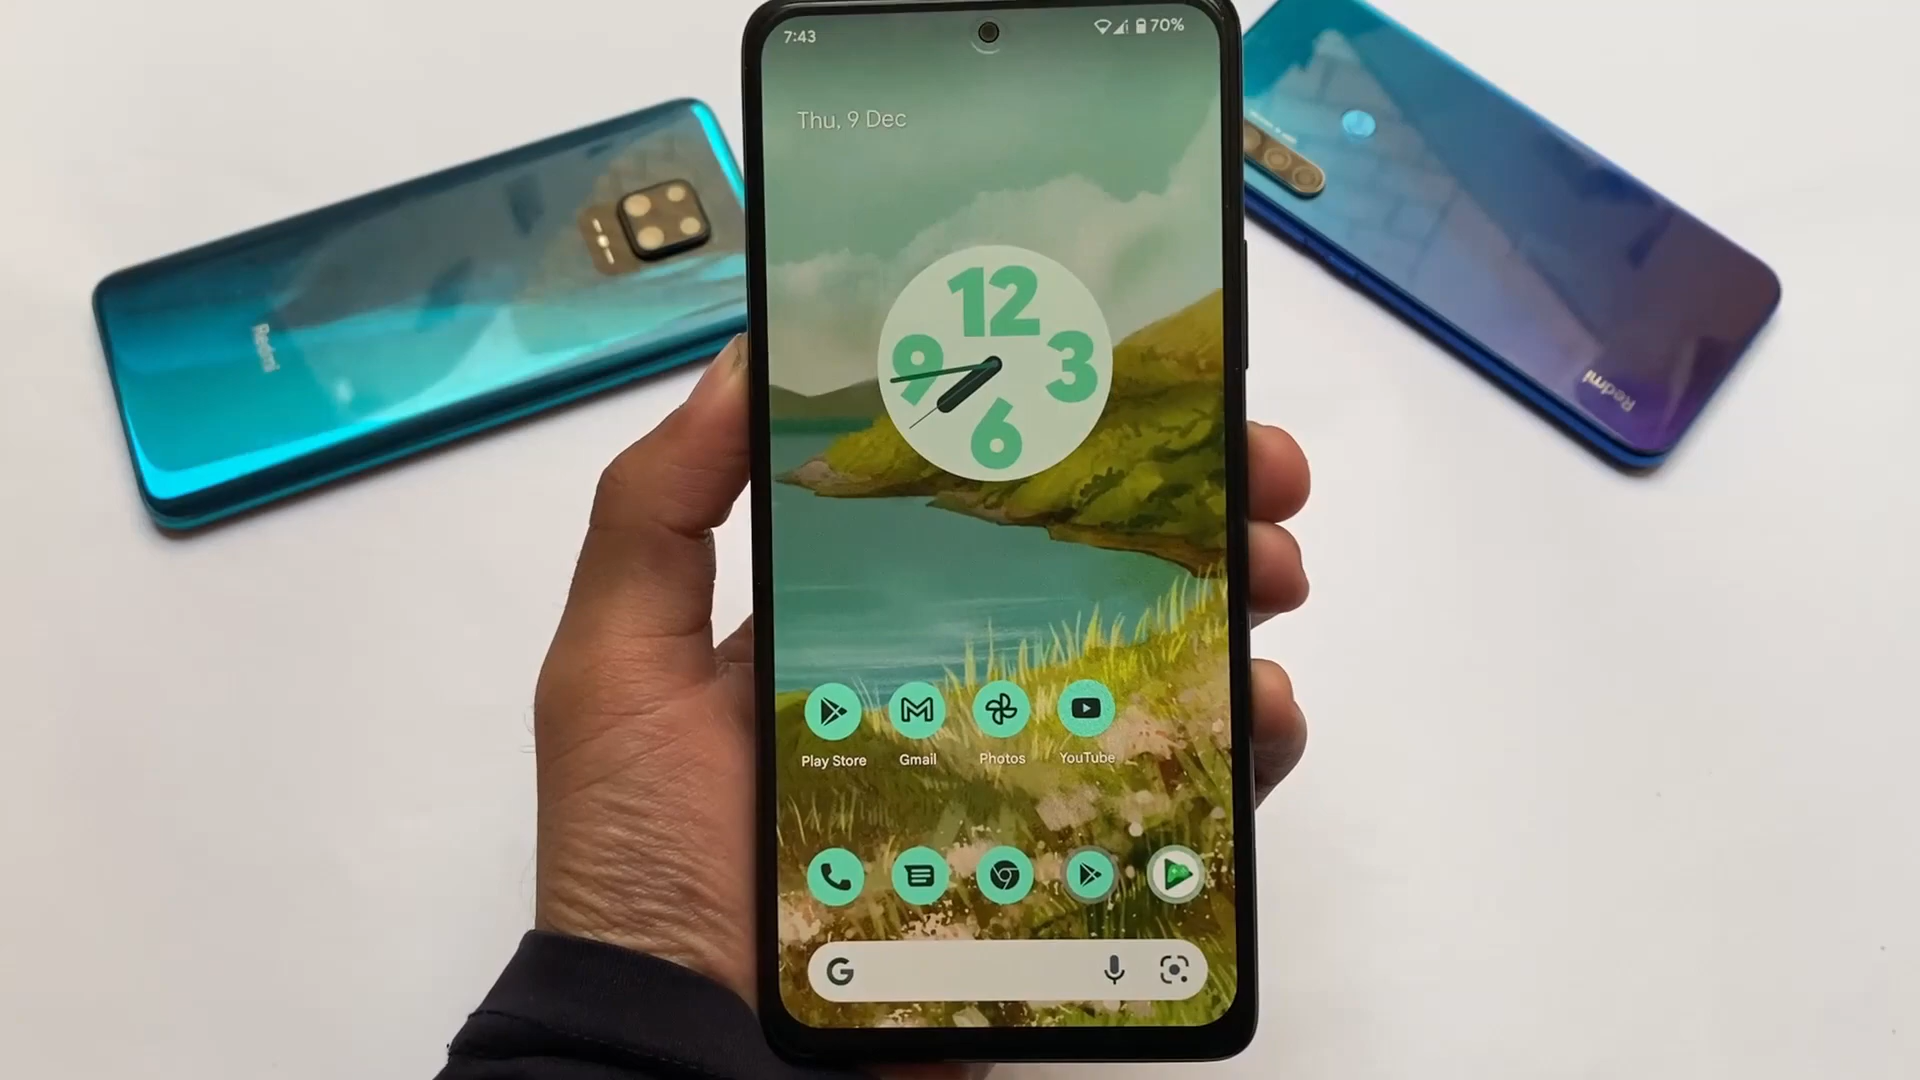 7:43
70%
Thu, 9 Dec
12
9
3
6
Play Store
Gmail
Photos
YouTube
G
Redmi
Redmi